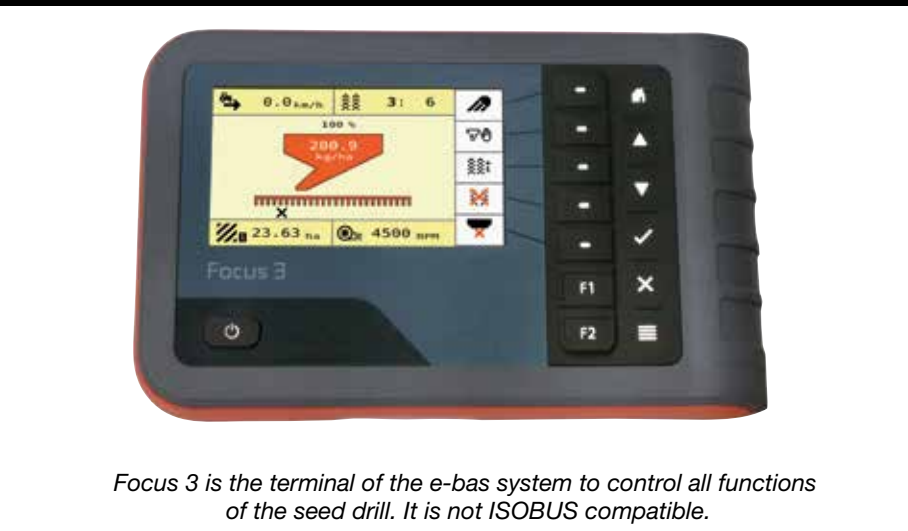 0.0 km/h 3: 6
100 %
200.9
kg/ha
23.63 ha 4500 RPM
Focus 3
F1
F2
Focus 3 is the terminal of the e-bas system to control all functions
of the seed drill. It is not ISOBUS compatible.